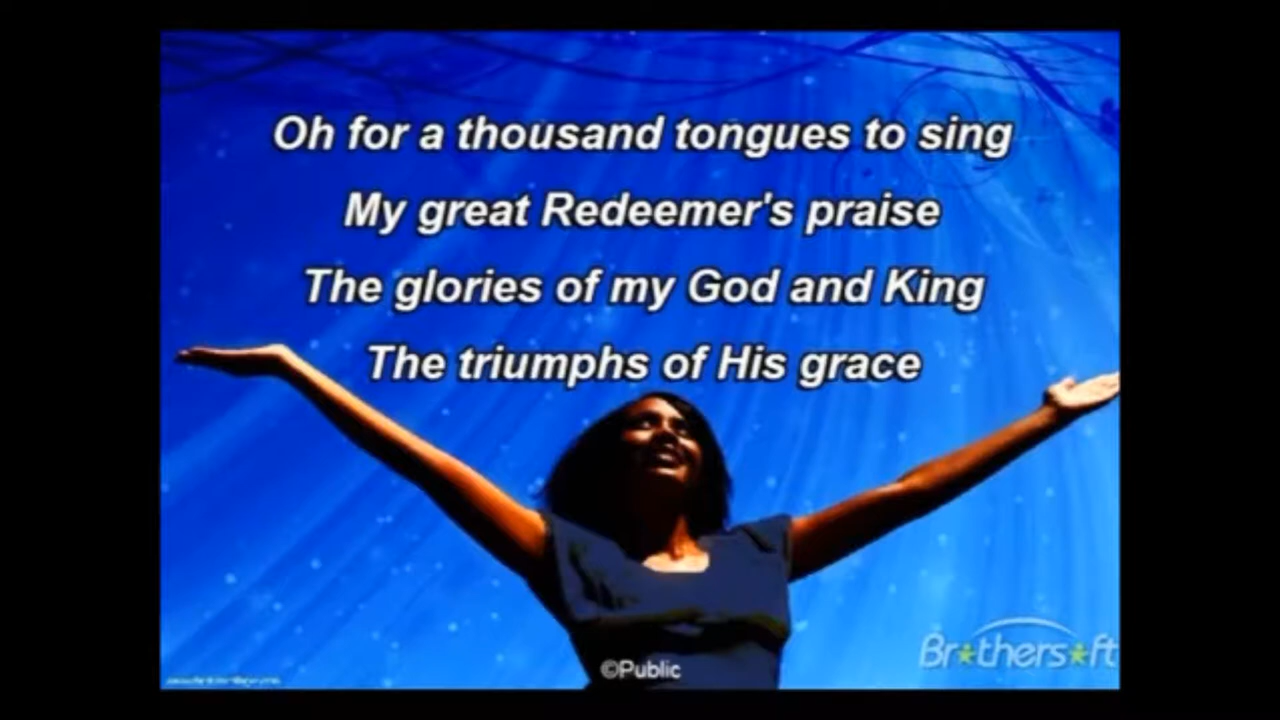 Oh for a thousand tongues to sing
My great Redeemer's praise
The glories of my God and King
The triumphs of His grace
©Public
Brothersoft